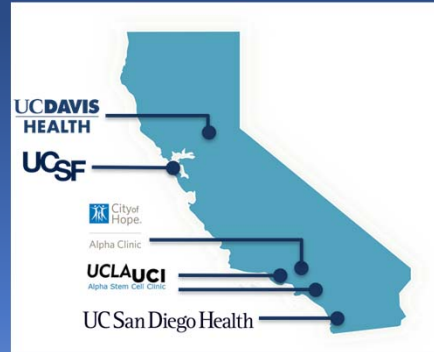 UCDAVIS
HEALTH
UCSF
City of
Hope.
Alpha Clinic
UCLAUCI
Alpha Stem Cell Clinic
UC San Diego Health